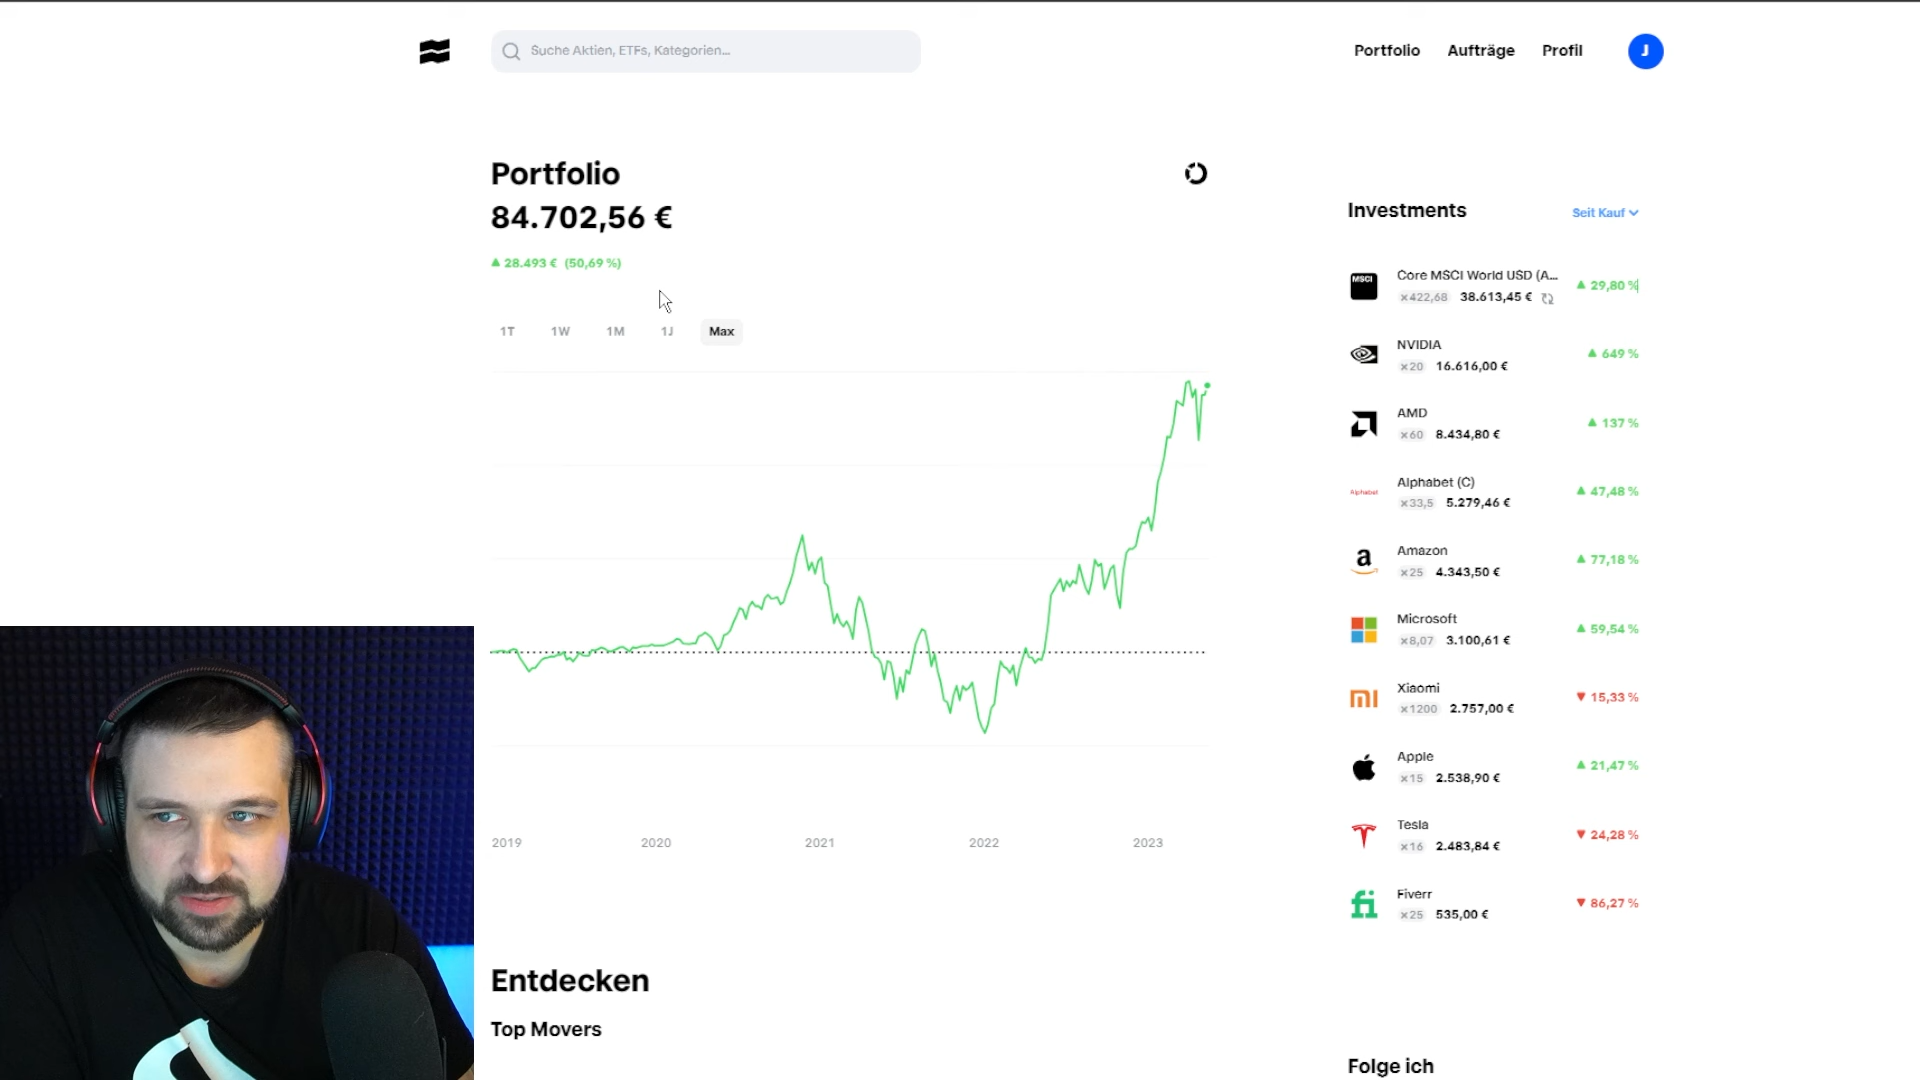 Suche Aktien, ETFs, Kategorien...
Portfolio
Aufträge
Profil
J
Portfolio
84.702,56 €
28.493 € (50,69 %)
1T
1W
1M
1J
Max
2019
2020
2021
2022
2023
Entdecken
Top Movers
Investments
Seit Kauf
MSCI
Core MSCI World USD (A...
×422,68 38.613,45 €
29,80 %
NVIDIA
×20 16.616,00 €
649 %
AMD
×60 8.434,80 €
137 %
Alphabet
Alphabet (C)
×33,5 5.279,46 €
47,48 %
a
Amazon
×25 4.343,50 €
77,18 %
Microsoft
×8,07 3.100,61 €
59,54 %
mi
Xiaomi
×1200 2.757,00 €
15,33 %
Apple
×15 2.538,90 €
21,47 %
Tesla
×16 2.483,84 €
24,28 %
fi
Fiverr
×25 535,00 €
86,27 %
Folge ich